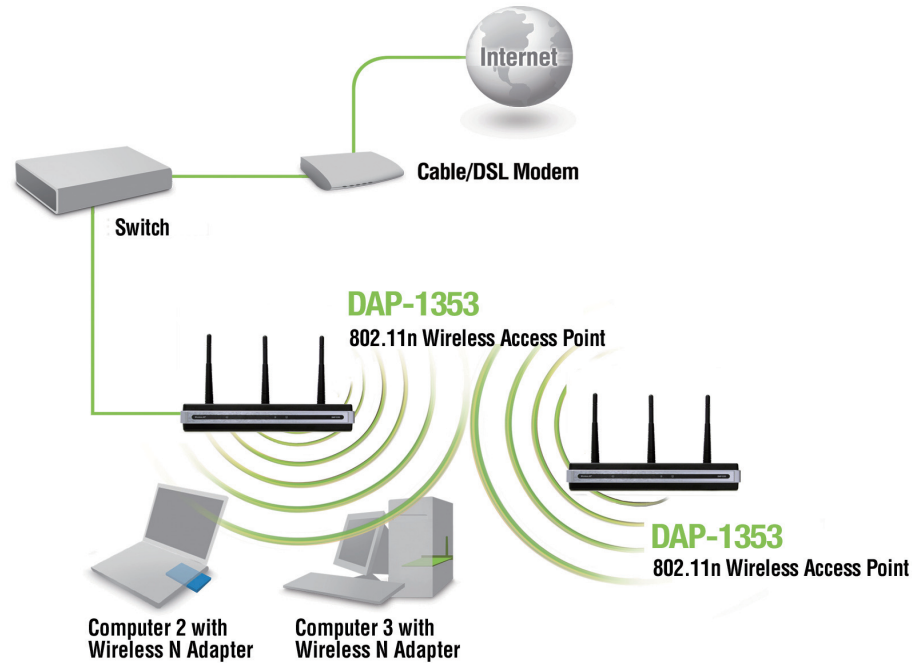 Internet
Cable/DSL Modem
Switch
DAP-1353
802.11n Wireless Access Point
DAP-1353
802.11n Wireless Access Point
Computer 2 with
Wireless N Adapter
Computer 3 with
Wireless N Adapter